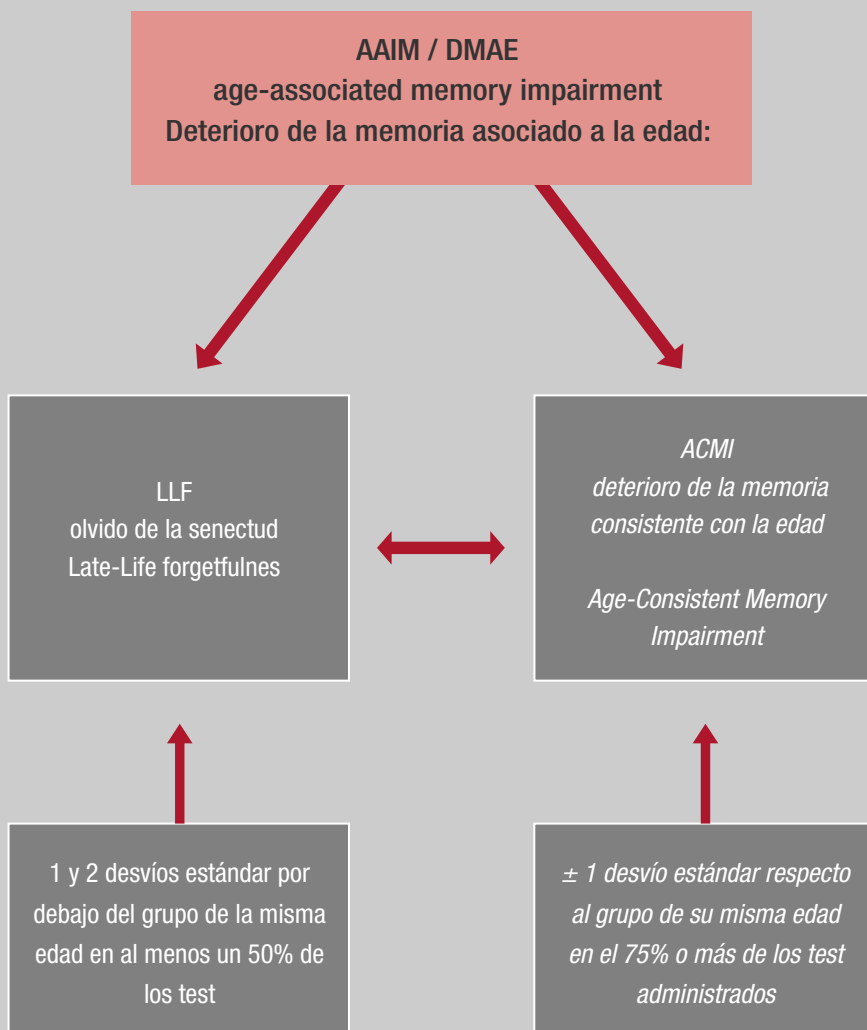 AAIM / DMAE
age-associated memory impairment
Deterioro de la memoria asociado a la edad:
LLF
olvido de la senectud
Late-Life forgetfulnes
ACMI
deterioro de la memoria
consistente con la edad
Age-Consistent Memory
Impairment
1 y 2 desvíos estándar por
debajo del grupo de la misma
edad en al menos un 50% de
los test
± 1 desvío estándar respecto
al grupo de su misma edad
en el 75% o más de los test
administrados